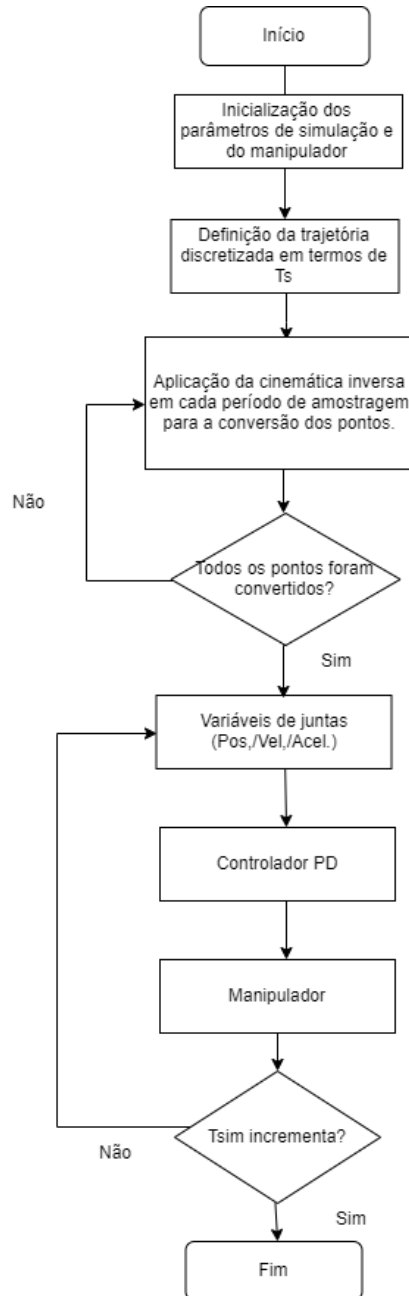 Início
Inicialização dos
parâmetros de simulação e
do manipulador
Definição da trajetória
discretizada em termos de
Ts
Aplicação da cinemática inversa
em cada período de amostragem
para a conversão dos pontos.
Não
Todos os pontos foram
convertidos?
Sim
Variáveis de juntas
(Pos,/Vel,/Acel.)
Controlador PD
Manipulador
Tsim incrementa?
Não
Sim
Fim